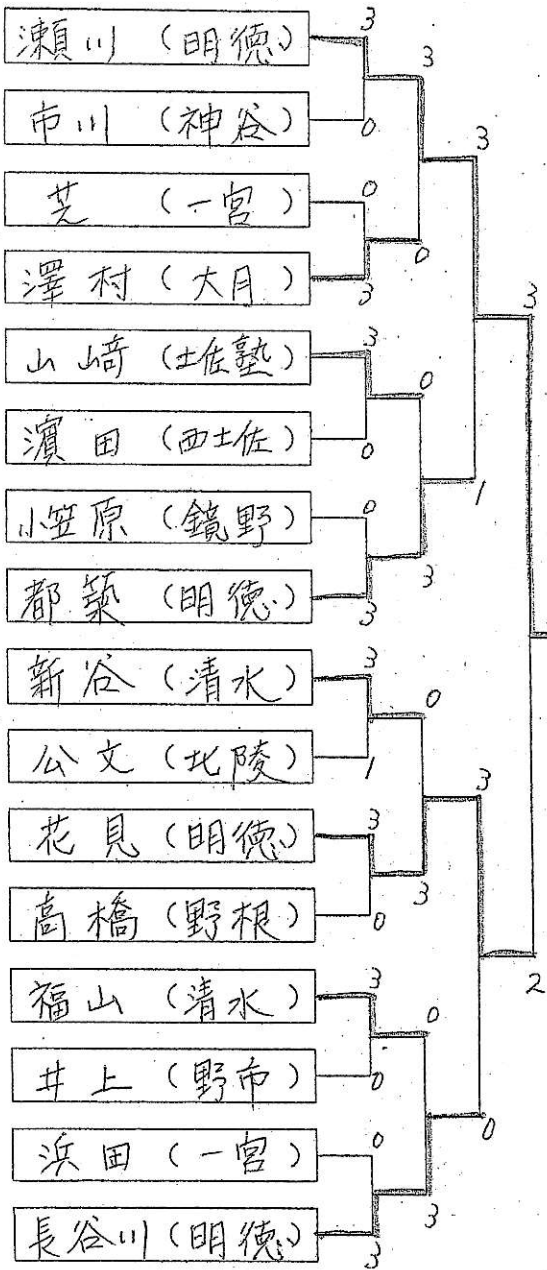 瀬川 (明徳)
3
0
市川 (神谷)
3
芝 (一宮)
0
3
澤村 (大月)
0
3
山﨑 (土佐塾)
3
0
濱田 (西土佐)
0
小笠原 (鏡野)
0
3
都築 (明徳)
3
1
3
新谷 (清水)
3
1
公文 (北陵)
0
花見 (明徳)
3
0
高橋 (野根)
3
3
福山 (清水)
3
0
井上 (野市)
0
浜田 (一宮)
0
3
長谷川 (明徳)
3
0
2